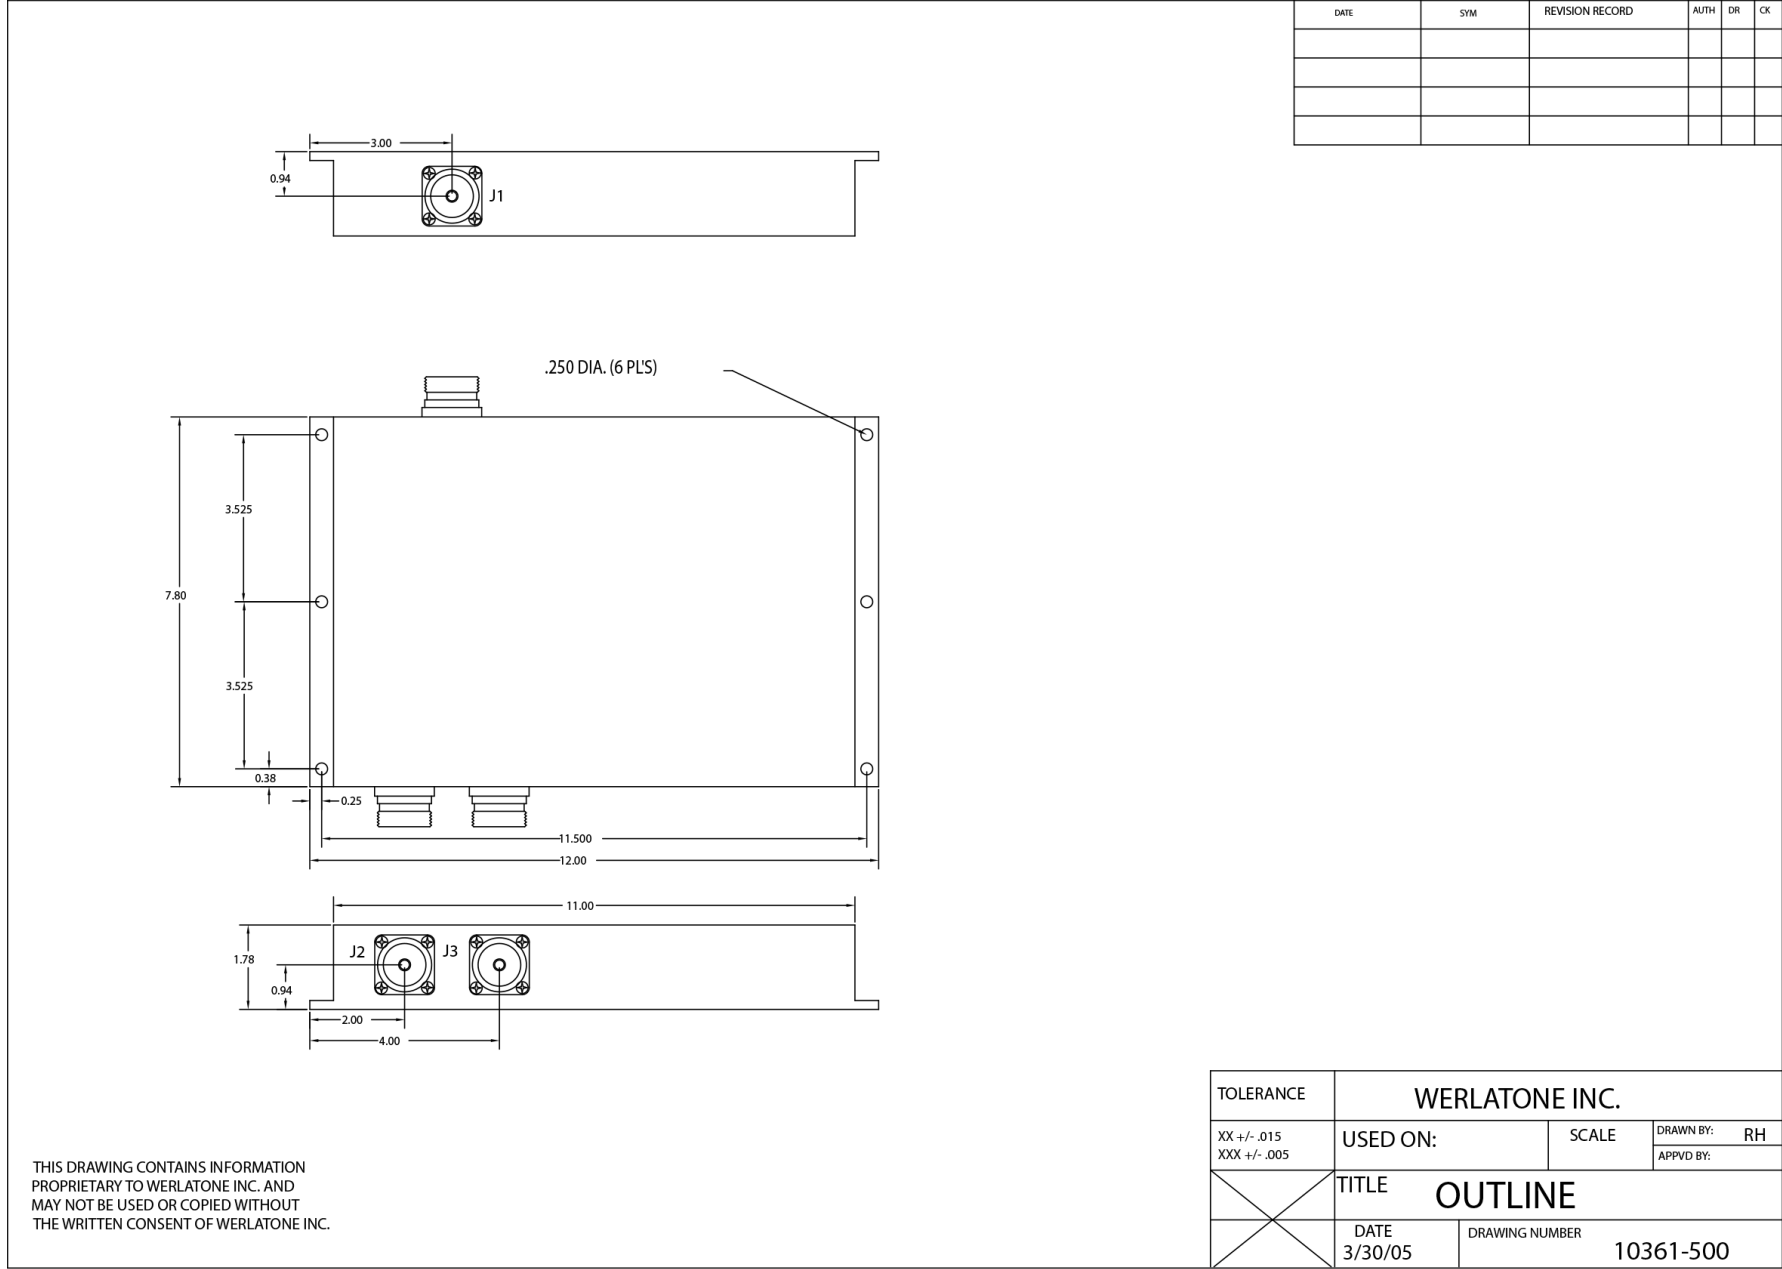 DATE SYM REVISION RECORD AUTH DR CK
3.00
0.94
J1
.250 DIA. (6 PL'S)
3.525
7.80
3.525
0.38
0.25
11.500
12.00
11.00
J2 J3
1.78
0.94
2.00
4.00
THIS DRAWING CONTAINS INFORMATION
PROPRIETARY TO WERLATONE INC. AND
MAY NOT BE USED OR COPIED WITHOUT
THE WRITTEN CONSENT OF WERLATONE INC.
TOLERANCE
WERLATONE INC.
XX +/- .015
XXX +/- .005
USED ON:
SCALE
DRAWN BY: RH
APPVD BY:
TITLE
OUTLINE
DATE
3/30/05
DRAWING NUMBER
10361-500